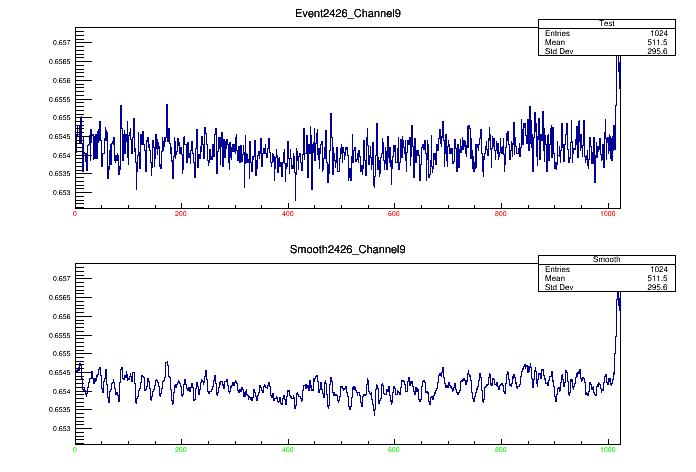 Event2426_Channel9
Test
Entries 1024
Mean 511.5
Std Dev 295.6
0.657
0.6565
0.656
0.6555
0.655
0.6545
0.654
0.6535
0.653
0 200 400 600 800 1000
Smooth2426_Channel9
Smooth
Entries 1024
Mean 511.5
Std Dev 295.6
0.657
0.6565
0.656
0.6555
0.655
0.6545
0.654
0.6535
0.653
0 200 400 600 800 1000